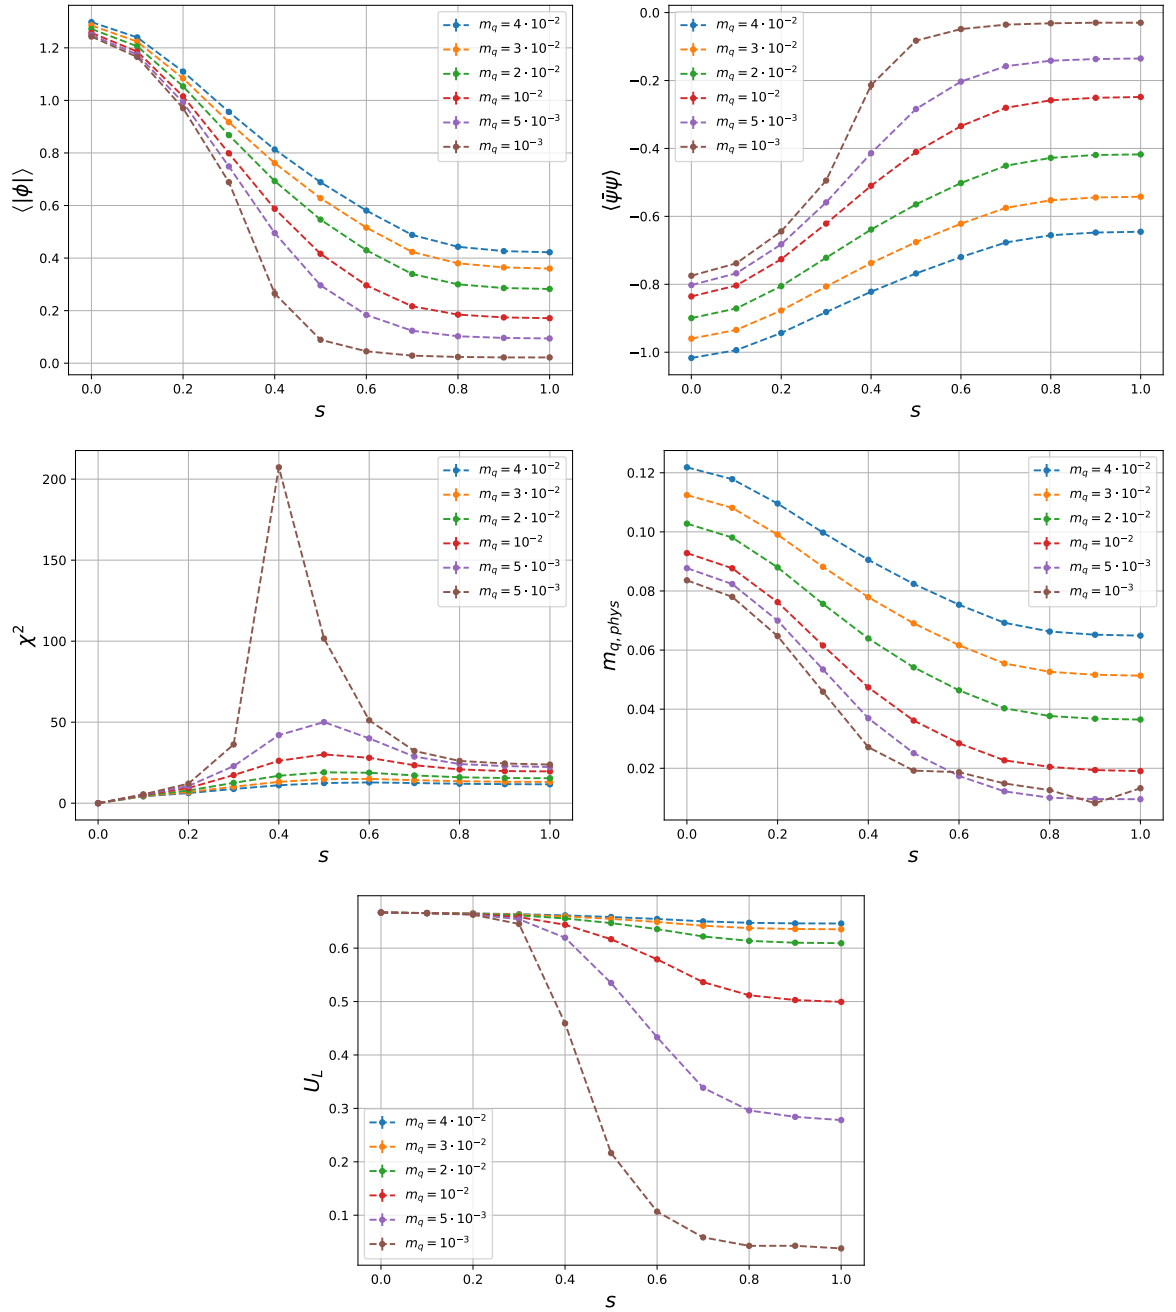 ⟨|ϕ|⟩
1.2
1.0
0.8
0.6
0.4
0.2
0.0
0.0 0.2 0.4 0.6 0.8 1.0
s
m_q = 4 · 10⁻²
m_q = 3 · 10⁻²
m_q = 2 · 10⁻²
m_q = 10⁻²
m_q = 5 · 10⁻³
m_q = 10⁻³
⟨ψ̄ψ⟩
0.0
−0.2
−0.4
−0.6
−0.8
−1.0
0.0 0.2 0.4 0.6 0.8 1.0
s
m_q = 4 · 10⁻²
m_q = 3 · 10⁻²
m_q = 2 · 10⁻²
m_q = 10⁻²
m_q = 5 · 10⁻³
m_q = 10⁻³
χ²
200
150
100
50
0
0.0 0.2 0.4 0.6 0.8 1.0
s
m_q = 4 · 10⁻²
m_q = 3 · 10⁻²
m_q = 2 · 10⁻²
m_q = 10⁻²
m_q = 5 · 10⁻³
m_q = 5 · 10⁻³
m_{q,phys}
0.12
0.10
0.08
0.06
0.04
0.02
0.0 0.2 0.4 0.6 0.8 1.0
s
m_q = 4 · 10⁻²
m_q = 3 · 10⁻²
m_q = 2 · 10⁻²
m_q = 10⁻²
m_q = 5 · 10⁻³
m_q = 10⁻³
U_L
0.6
0.5
0.4
0.3
0.2
0.1
0.0 0.2 0.4 0.6 0.8 1.0
s
m_q = 4 · 10⁻²
m_q = 3 · 10⁻²
m_q = 2 · 10⁻²
m_q = 10⁻²
m_q = 5 · 10⁻³
m_q = 10⁻³